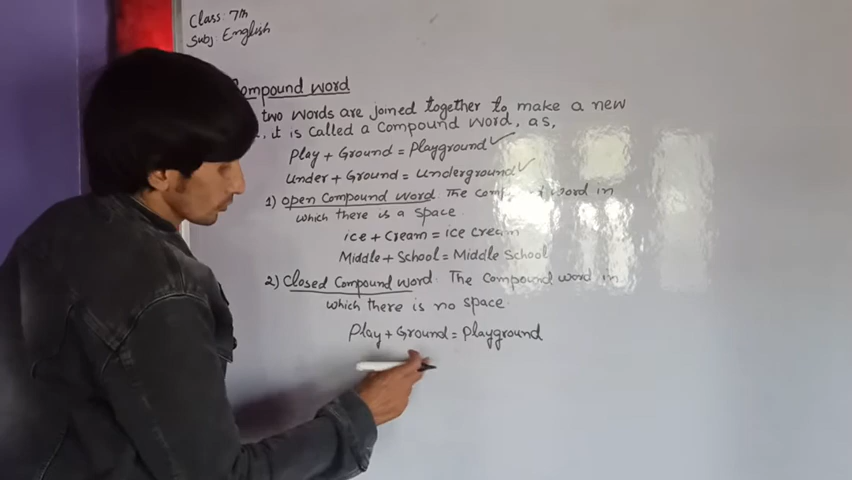 Class: 7th
Subj: English
Compound word
two words are joined together to make a new
, it is called a Compound word, as,
Play + Ground = Playground ✓
Under + Ground = Underground ✓
1) open Compound word. The word in
which there is a space.
ice + Cream = ice cream
Middle + School = Middle School
2) Closed Compound word. The Compound word in
which there is no space.
Play + Ground = Playground